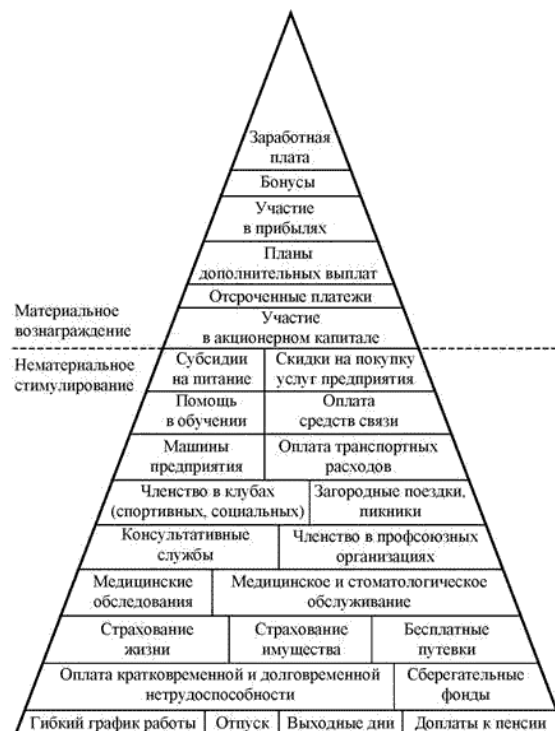 Заработная
плата
Бонусы
Участие
в прибылях
Планы
дополнительных выплат
Отсроченные платежи
Материальное
вознаграждение
Участие
в акционерном капитале
Нематериальное
стимулирование
Субсидии
на питание
Скидки на покупку
услуг предприятия
Помощь
в обучении
Оплата
средств связи
Машины
предприятия
Оплата транспортных
расходов
Членство в клубах
(спортивных, социальных)
Загородные поездки,
пикники
Консультативные
службы
Членство в профсоюзных
организациях
Медицинские
обследования
Медицинское и стоматологическое
обслуживание
Страхование
жизни
Страхование
имущества
Бесплатные
путевки
Оплата кратковременной и долговременной
нетрудоспособности
Сберегательные
фонды
Гибкий график работы
Отпуск
Выходные дни
Доплаты к пенсии